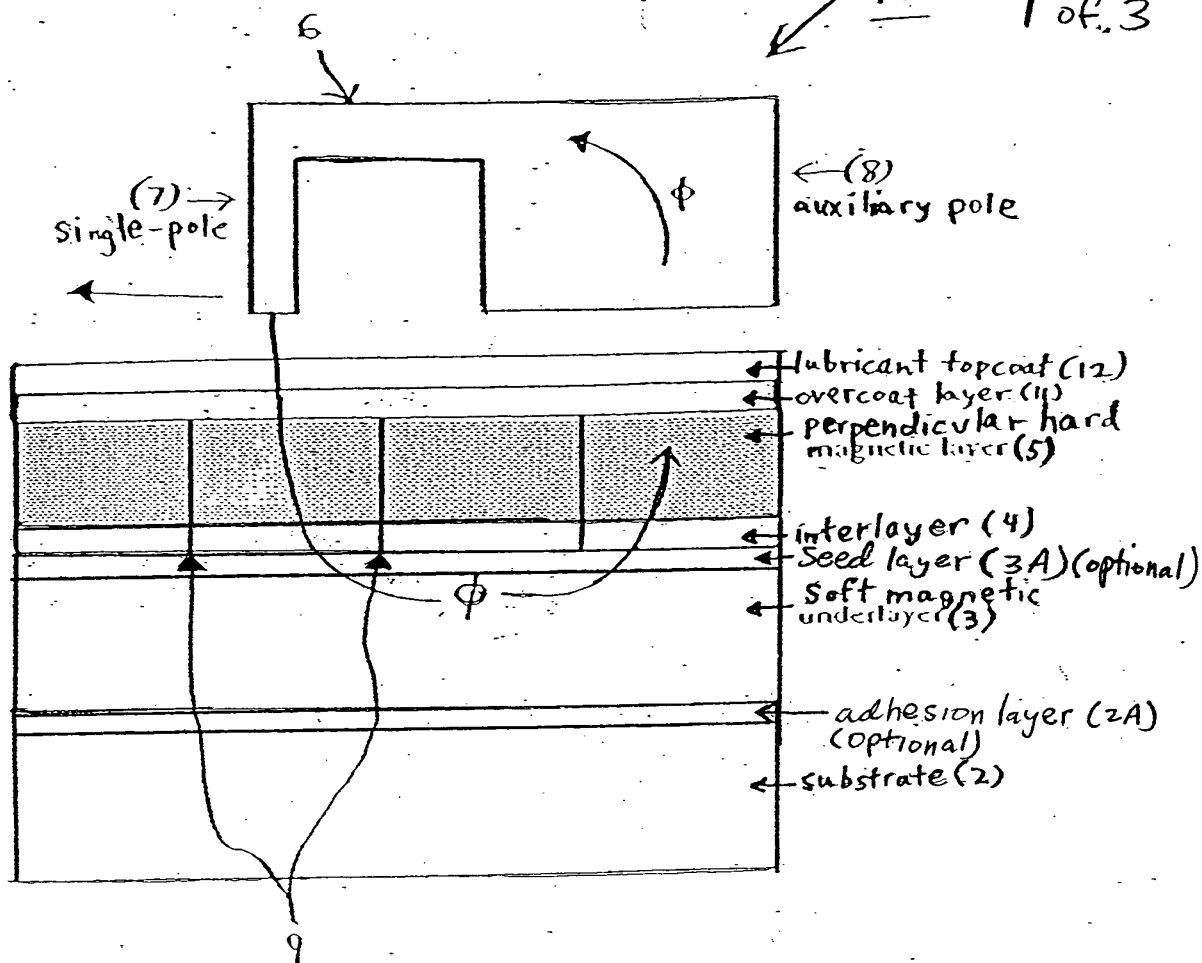 1 of 3
6
(7)
single-pole
φ
(8)
auxiliary pole
lubricant topcoat (12)
overcoat layer (11)
perpendicular hard
magnetic layer (5)
interlayer (4)
Seed layer (3A) (optional)
φ
Soft magnetic
underlayer (3)
adhesion layer (2A)
(optional)
substrate (2)
9